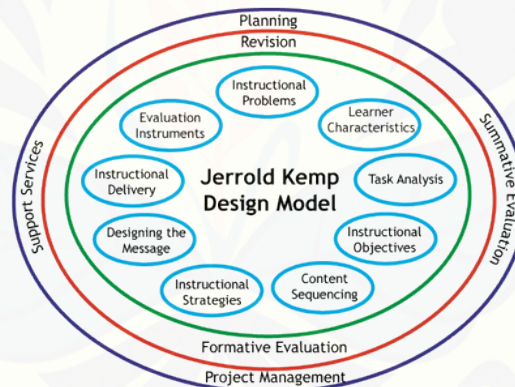 Planning
Revision
Instructional
Problems
Evaluation
Instruments
Learner
Characteristics
Support Services
Summative Evaluation
Instructional
Delivery
Jerrold Kemp
Design Model
Task Analysis
Designing the
Message
Instructional
Objectives
Instructional
Strategies
Content
Sequencing
Formative Evaluation
Project Management